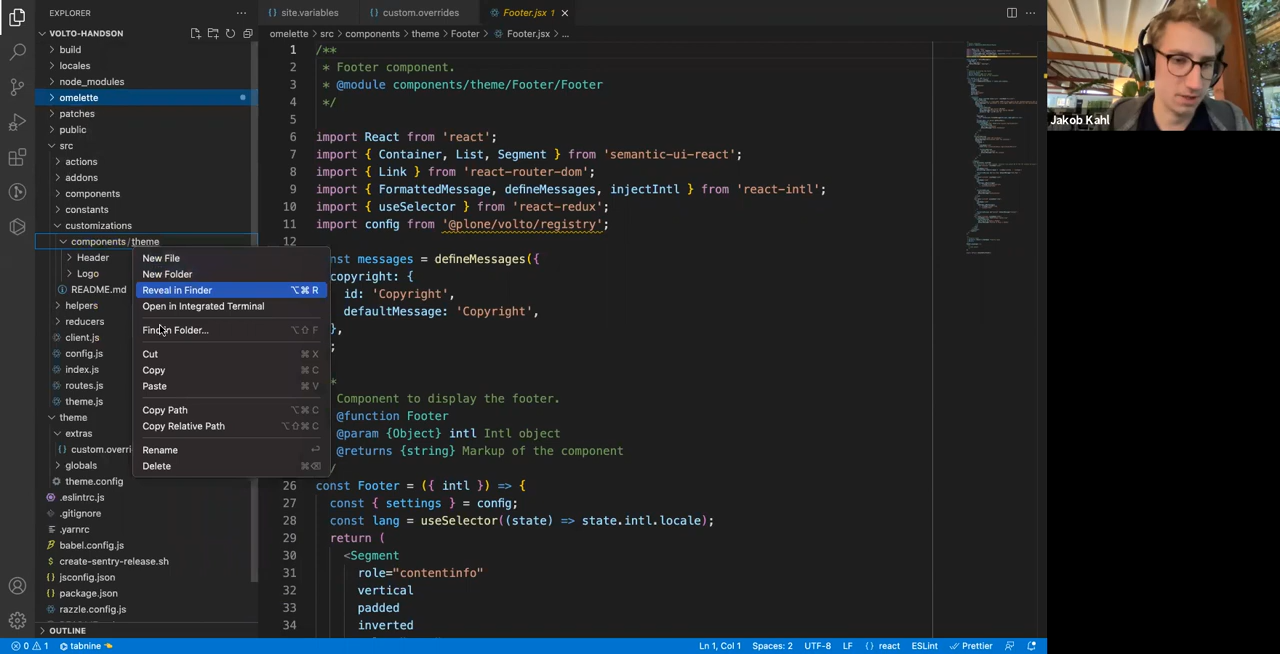 EXPLORER
VOLTO-HANDSON
build
locales
node_modules
omelette
patches
public
src
actions
addons
components
constants
customizations
components / theme
Header
Logo
README.md
helpers
reducers
client.js
config.js
index.js
routes.js
theme.js
theme
extras
custom.overri
globals
theme.config
.eslintrc.js
.gitignore
.yarnrc
babel.config.js
create-sentry-release.sh
jsconfig.json
package.json
razzle.config.js
OUTLINE
New File
New Folder
Reveal in Finder ⌥⌘ R
Open in Integrated Terminal
Find in Folder... ⌥⇧ F
Cut ⌘ X
Copy ⌘ C
Paste ⌘ V
Copy Path ⌥⌘ C
Copy Relative Path ⌥⇧⌘ C
Rename
Delete ⌘⌫
site.variables
custom.overrides
Footer.jsx 1
omelette > src > components > theme > Footer > Footer.jsx > ...
1 /**
2 * Footer component.
3 * @module components/theme/Footer/Footer
4 */
5
6 import React from 'react';
7 import { Container, List, Segment } from 'semantic-ui-react';
8 import { Link } from 'react-router-dom';
9 import { FormattedMessage, defineMessages, injectIntl } from 'react-intl';
10 import { useSelector } from 'react-redux';
11 import config from '@plone/volto/registry';
12
onst messages = defineMessages({
copyright: {
id: 'Copyright',
defaultMessage: 'Copyright',
},
;
*
Component to display the footer.
@function Footer
@param {Object} intl Intl object
@returns {string} Markup of the component
/
26 const Footer = ({ intl }) => {
27 const { settings } = config;
28 const lang = useSelector((state) => state.intl.locale);
29 return (
30 <Segment
31 role="contentinfo"
32 vertical
33 padded
34 inverted
0 1 tabnine
Ln 1, Col 1 Spaces: 2 UTF-8 LF { } react ESLint Prettier
Jakob Kahl